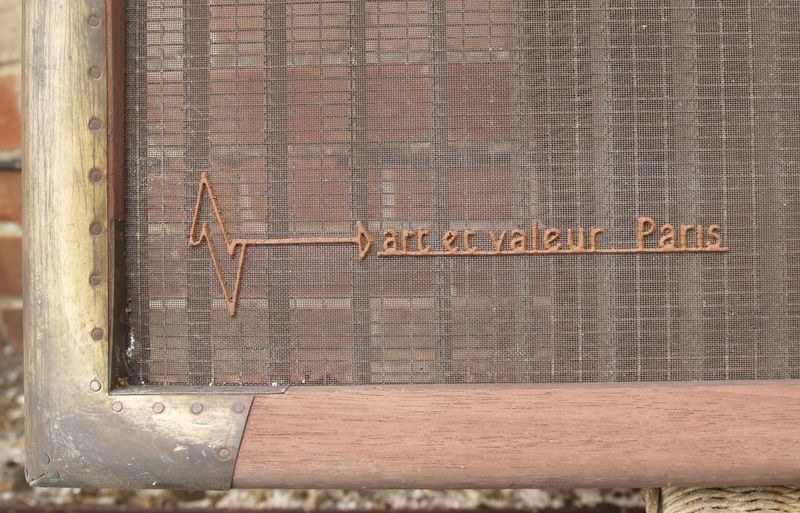 art et valeur Paris